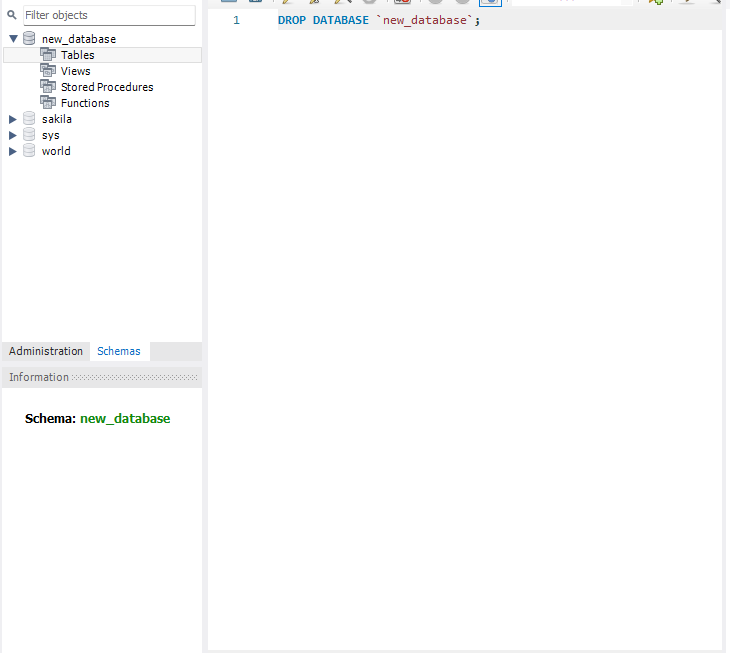 Filter objects
new_database
Tables
Views
Stored Procedures
Functions
sakila
sys
world
Administration Schemas
Information
Schema: new_database
1 DROP DATABASE `new_database`;